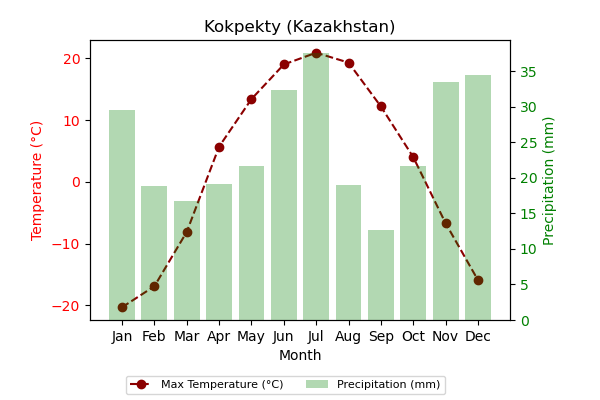 Kokpekty (Kazakhstan)
Temperature (°C)
20
10
0
−10
−20
35
30
25
20
15
10
5
0
Precipitation (mm)
Jan Feb Mar Apr May Jun Jul Aug Sep Oct Nov Dec
Month
Max Temperature (°C) Precipitation (mm)